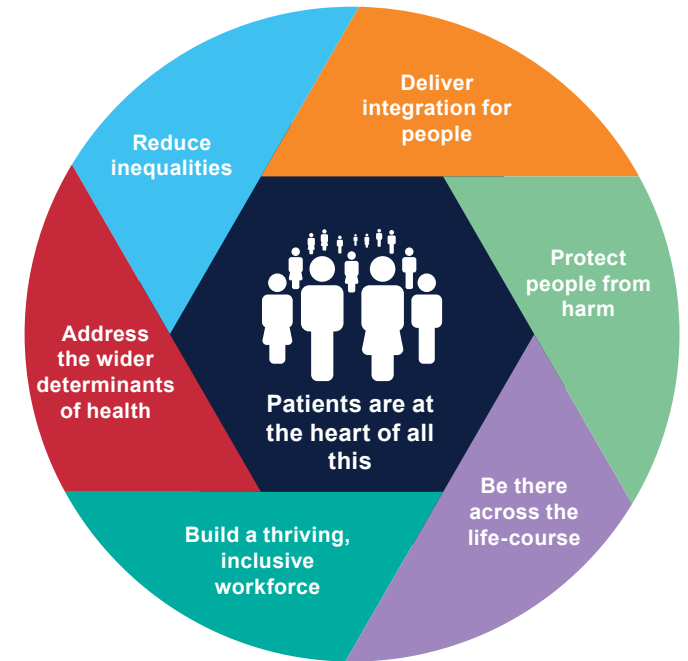 Deliver
integration for
people
Reduce
inequalities
Protect
people from
harm
Address
the wider
determinants
of health
Patients are at
the heart of all
this
Be there
across the
life-course
Build a thriving,
inclusive
workforce